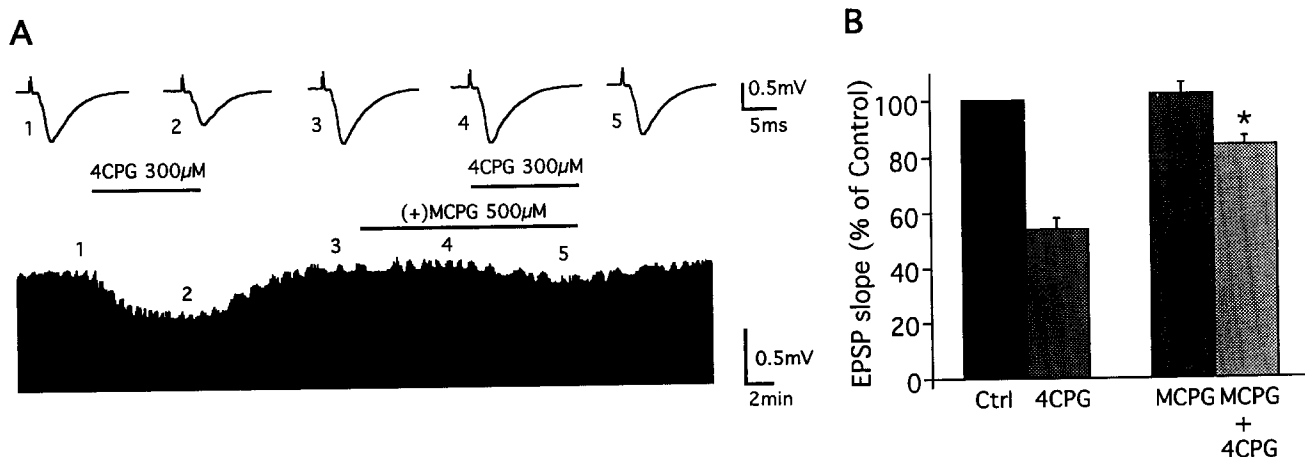 A
1
2
3
4
5
0.5mV
5ms
4CPG 300µM
4CPG 300µM
(+)MCPG 500µM
1
2
3
4
5
0.5mV
2min
B
EPSP slope (% of Control)
100
80
60
40
20
0
*
Ctrl 4CPG MCPG MCPG
+
4CPG